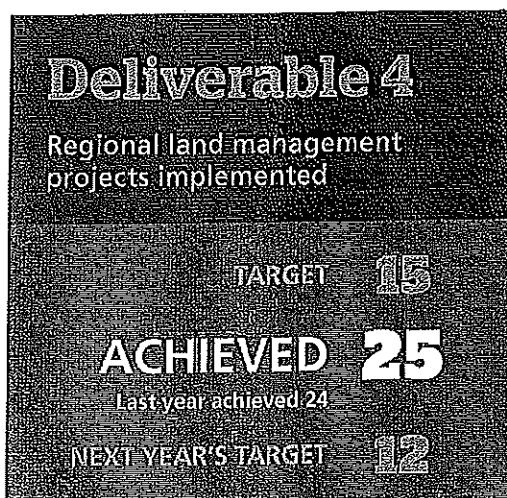 Deliverable 4
Regional land management
projects implemented
TARGET 15
ACHIEVED 25
Last year achieved 24
NEXT YEAR'S TARGET 12